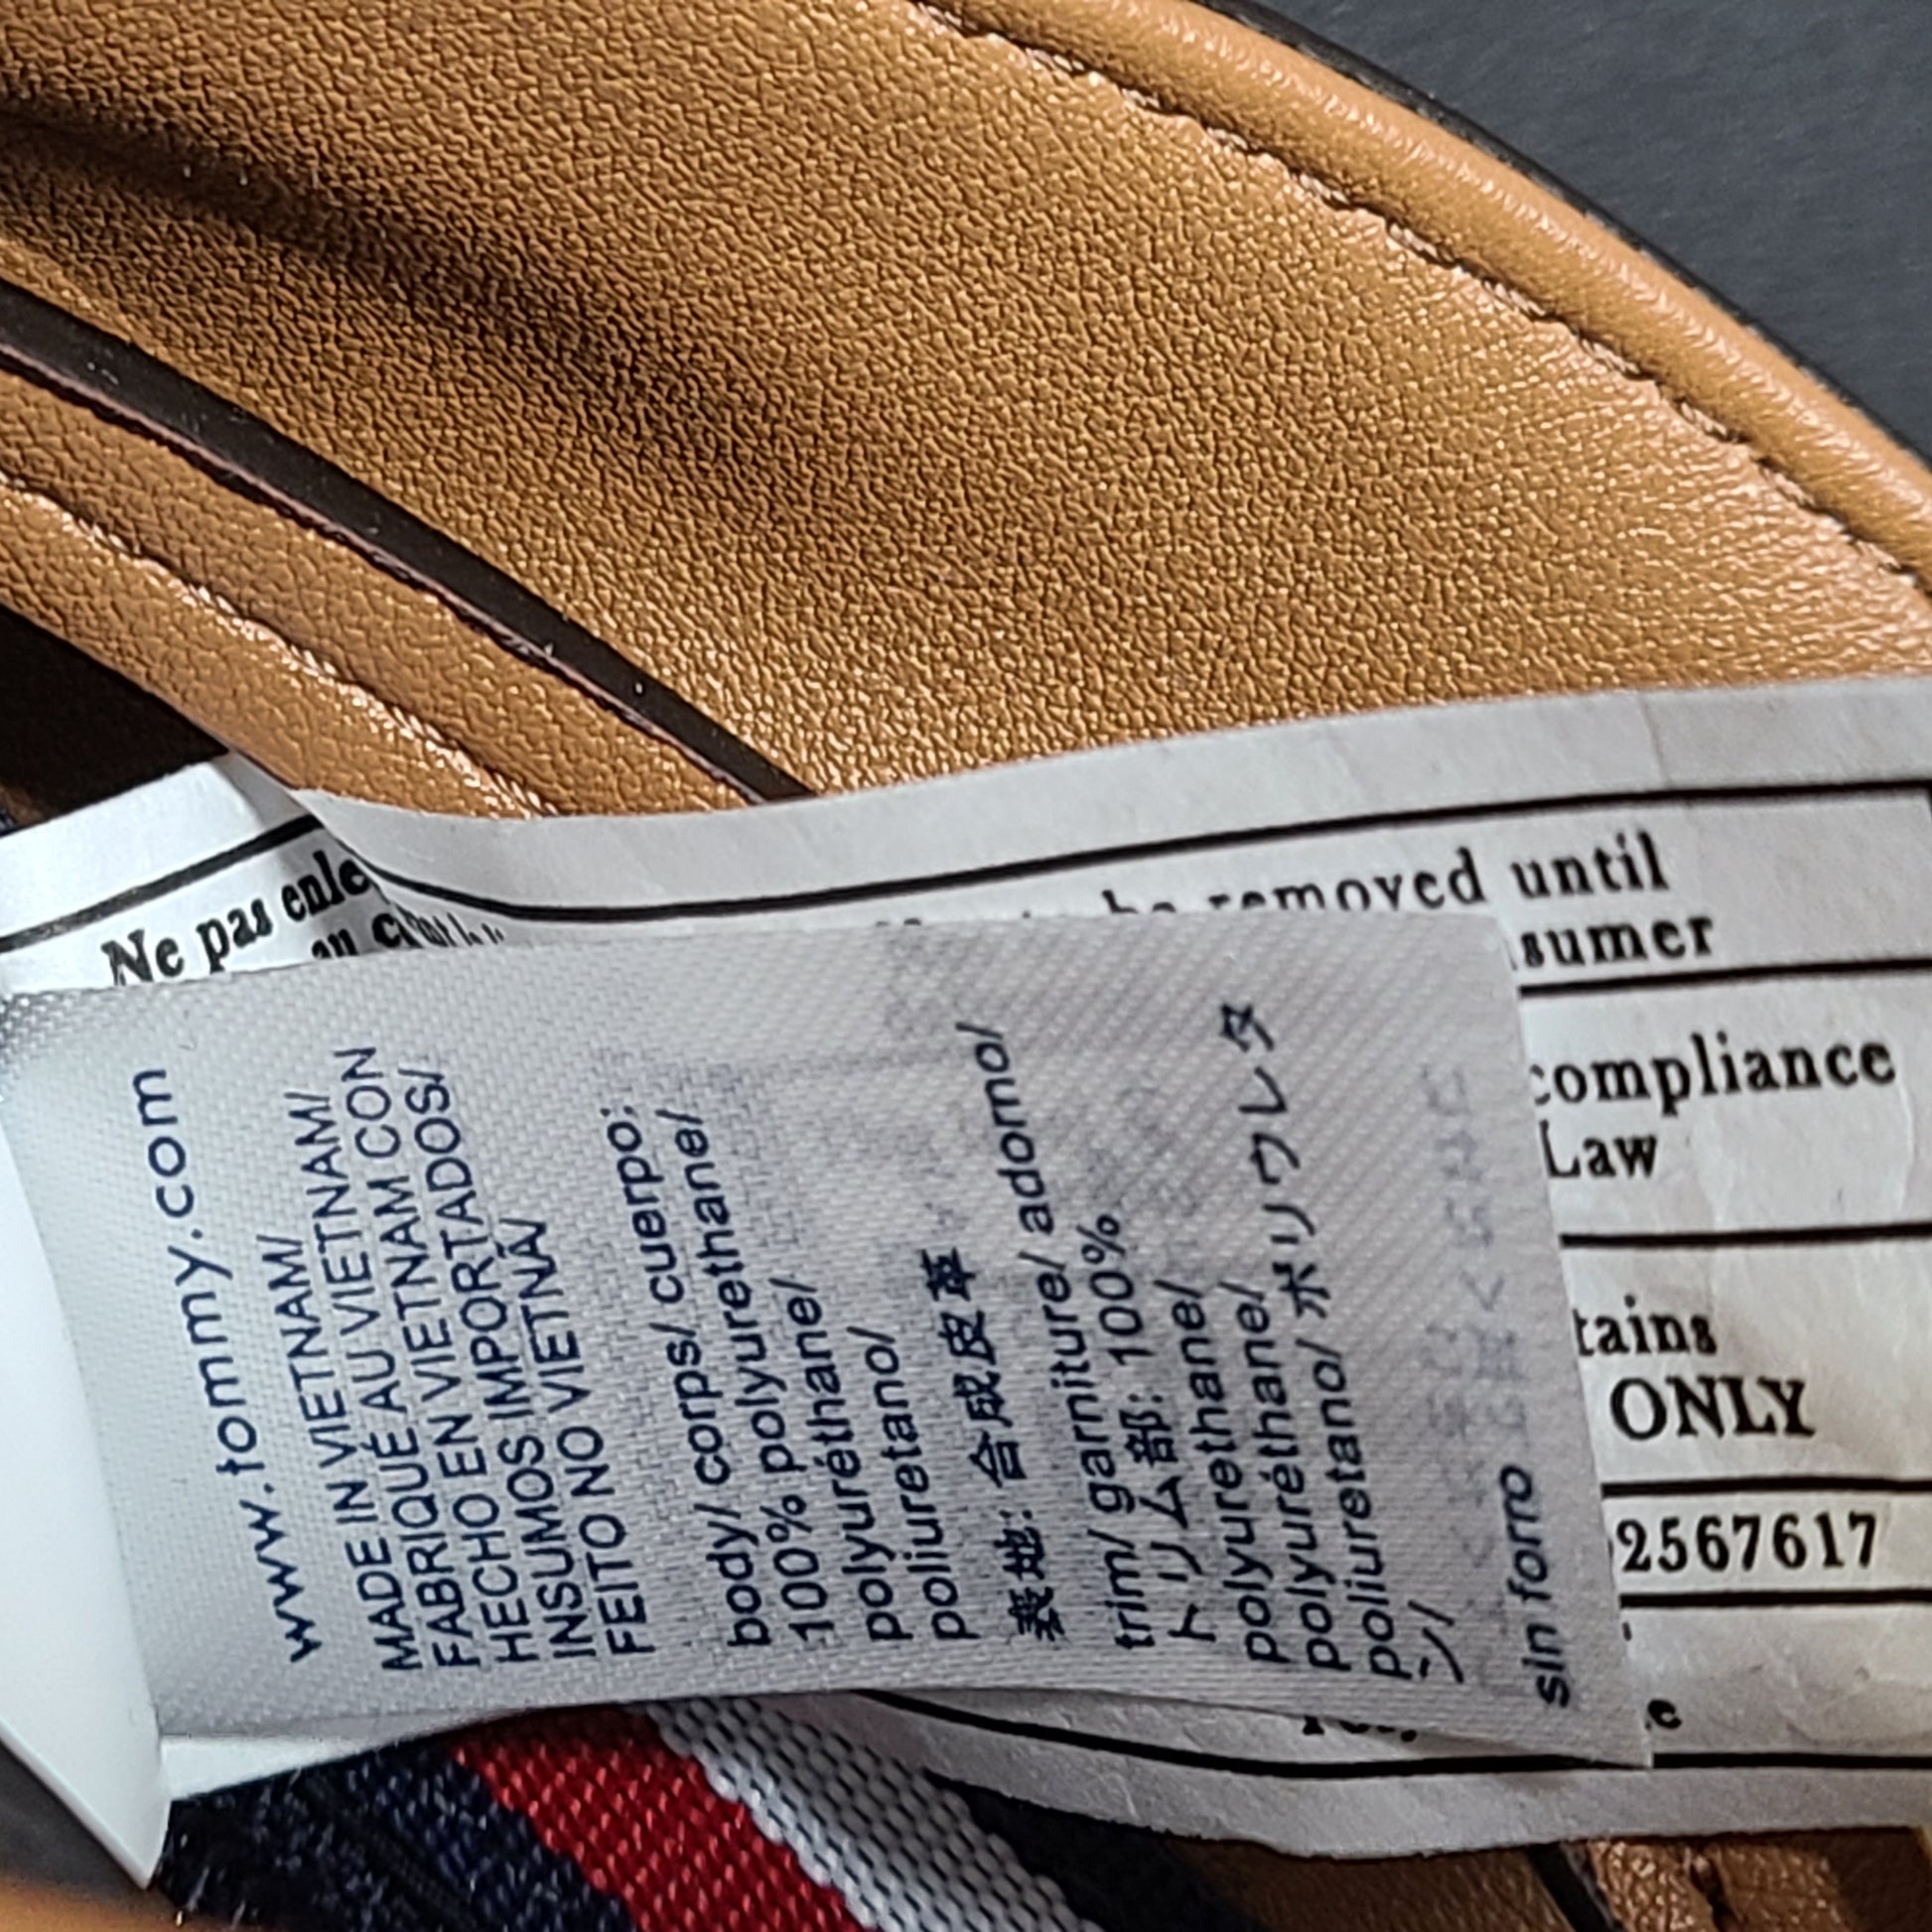 www.tommy.com
MADE IN VIETNAM/
FABRIQUÉ AU VIETNAM/
HECHO EN VIETNAM CON
INSUMOS IMPORTADOS/
FEITO NO VIETNÃ/
body/ corps/ cuerpo:
100% polyurethane/
polyuréthane/
poliuretano/
表地: 合成皮革
trim/ garniture/ adorno/
トリム部: 100%
polyurethane/
polyuréthane/
poliuretano/ ポリウレタ
ン/
sin forro
Ne pas
be removed until
compliance
Law
ONLY
2567617